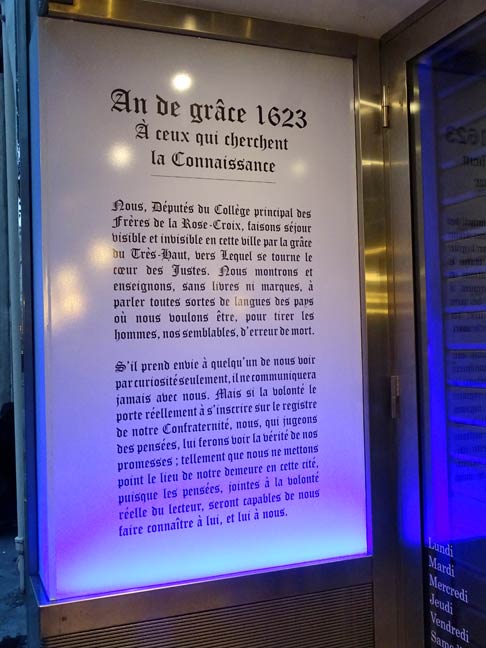 An de grâce 1623
À ceux qui cherchent
la Connaissance
Nous, Députés du Collège principal des
Frères de la Rose-Croix, faisons séjour
visible et invisible en cette ville par la grâce
du Très-Haut, vers Lequel se tourne le
cœur des Justes. Nous montrons et
enseignons, sans livres ni marques, à
parler toutes sortes de langues des pays
où nous voulons être, pour tirer les
hommes, nos semblables, d'erreur de mort.
S'il prend envie à quelqu'un de nous voir
par curiosité seulement, il ne communiquera
jamais avec nous. Mais si la volonté le
porte réellement à s'inscrire sur le registre
de notre Confraternité, nous, qui jugeons
des pensées, lui ferons voir la vérité de nos
promesses ; tellement que nous ne mettons
point le lieu de notre demeure en cette cité,
puisque les pensées, jointes à la volonté
réelle du lecteur, seront capables de nous
faire connaître à lui, et lui à nous.
Lundi
Mardi
Mercredi
Jeudi
Vendredi